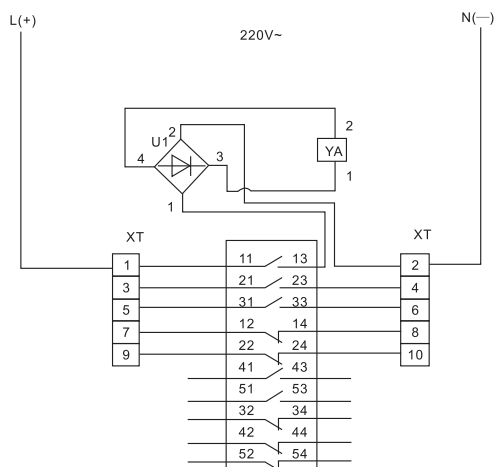 L(+) N(—)
220V~
2
U1 2
4 3 YA
1
1
XT XT
1 11 13 2
3 21 23 4
5 31 33 6
7 12 14 8
9 22 24 10
41 43
51 53
32 34
42 44
52 54